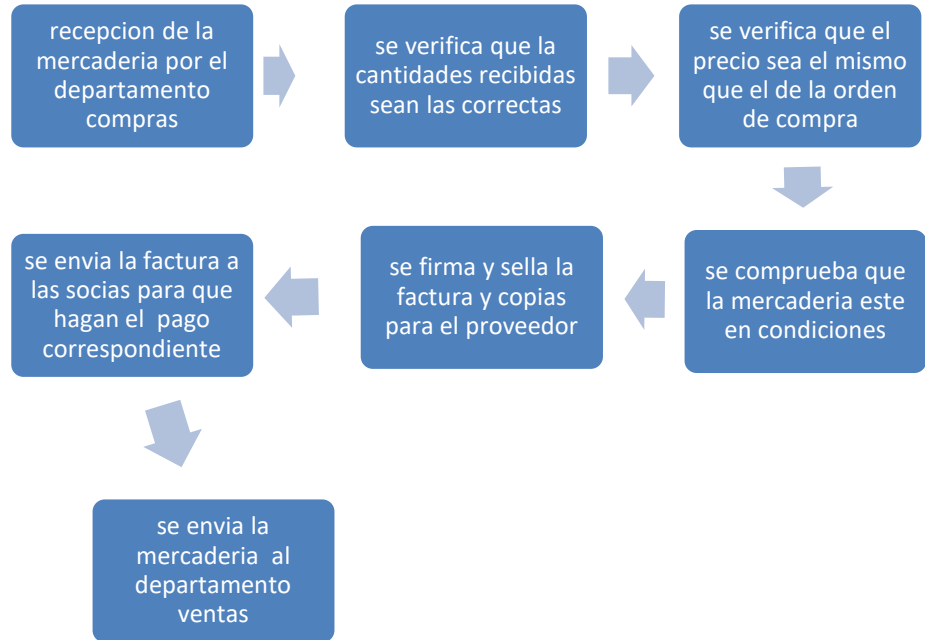 recepcion de la
mercaderia por el
departamento
compras
se verifica que la
cantidades recibidas
sean las correctas
se verifica que el
precio sea el mismo
que el de la orden
de compra
se comprueba que
la mercaderia este
en condiciones
se firma y sella la
factura y copias
para el proveedor
se envia la factura a
las socias para que
hagan el pago
correspondiente
se envia la
mercaderia al
departamento
ventas